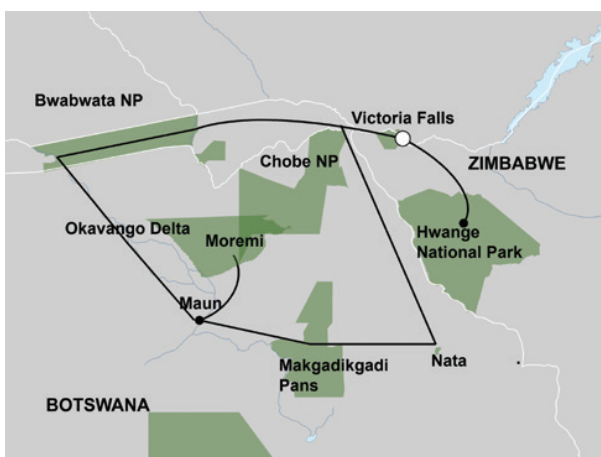 Bwabwata NP
Victoria Falls
Chobe NP
ZIMBABWE
Okavango Delta
Moremi
Hwange
National Park
Maun
Makgadikgadi
Pans
Nata
BOTSWANA